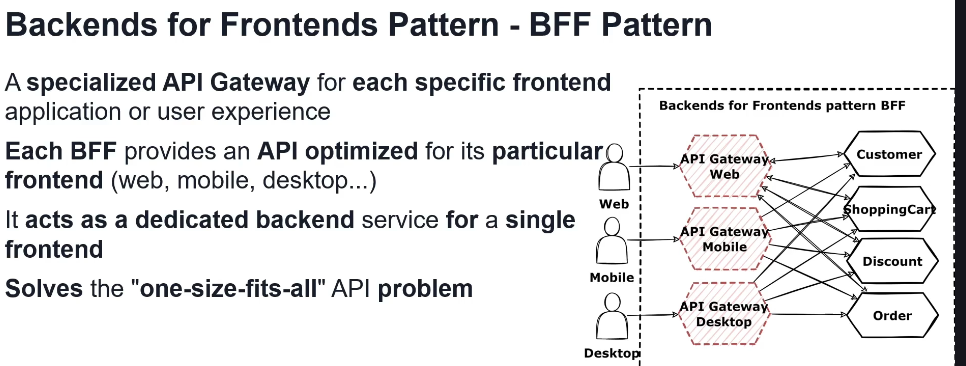 Backends for Frontends Pattern - BFF Pattern
A specialized API Gateway for each specific frontend
application or user experience
Each BFF provides an API optimized for its particular
frontend (web, mobile, desktop...)
It acts as a dedicated backend service for a single
frontend
Solves the "one-size-fits-all" API problem
Backends for Frontends pattern BFF
Web
Mobile
Desktop
API Gateway
Web
API Gateway
Mobile
API Gateway
Desktop
Customer
ShoppingCart
Discount
Order